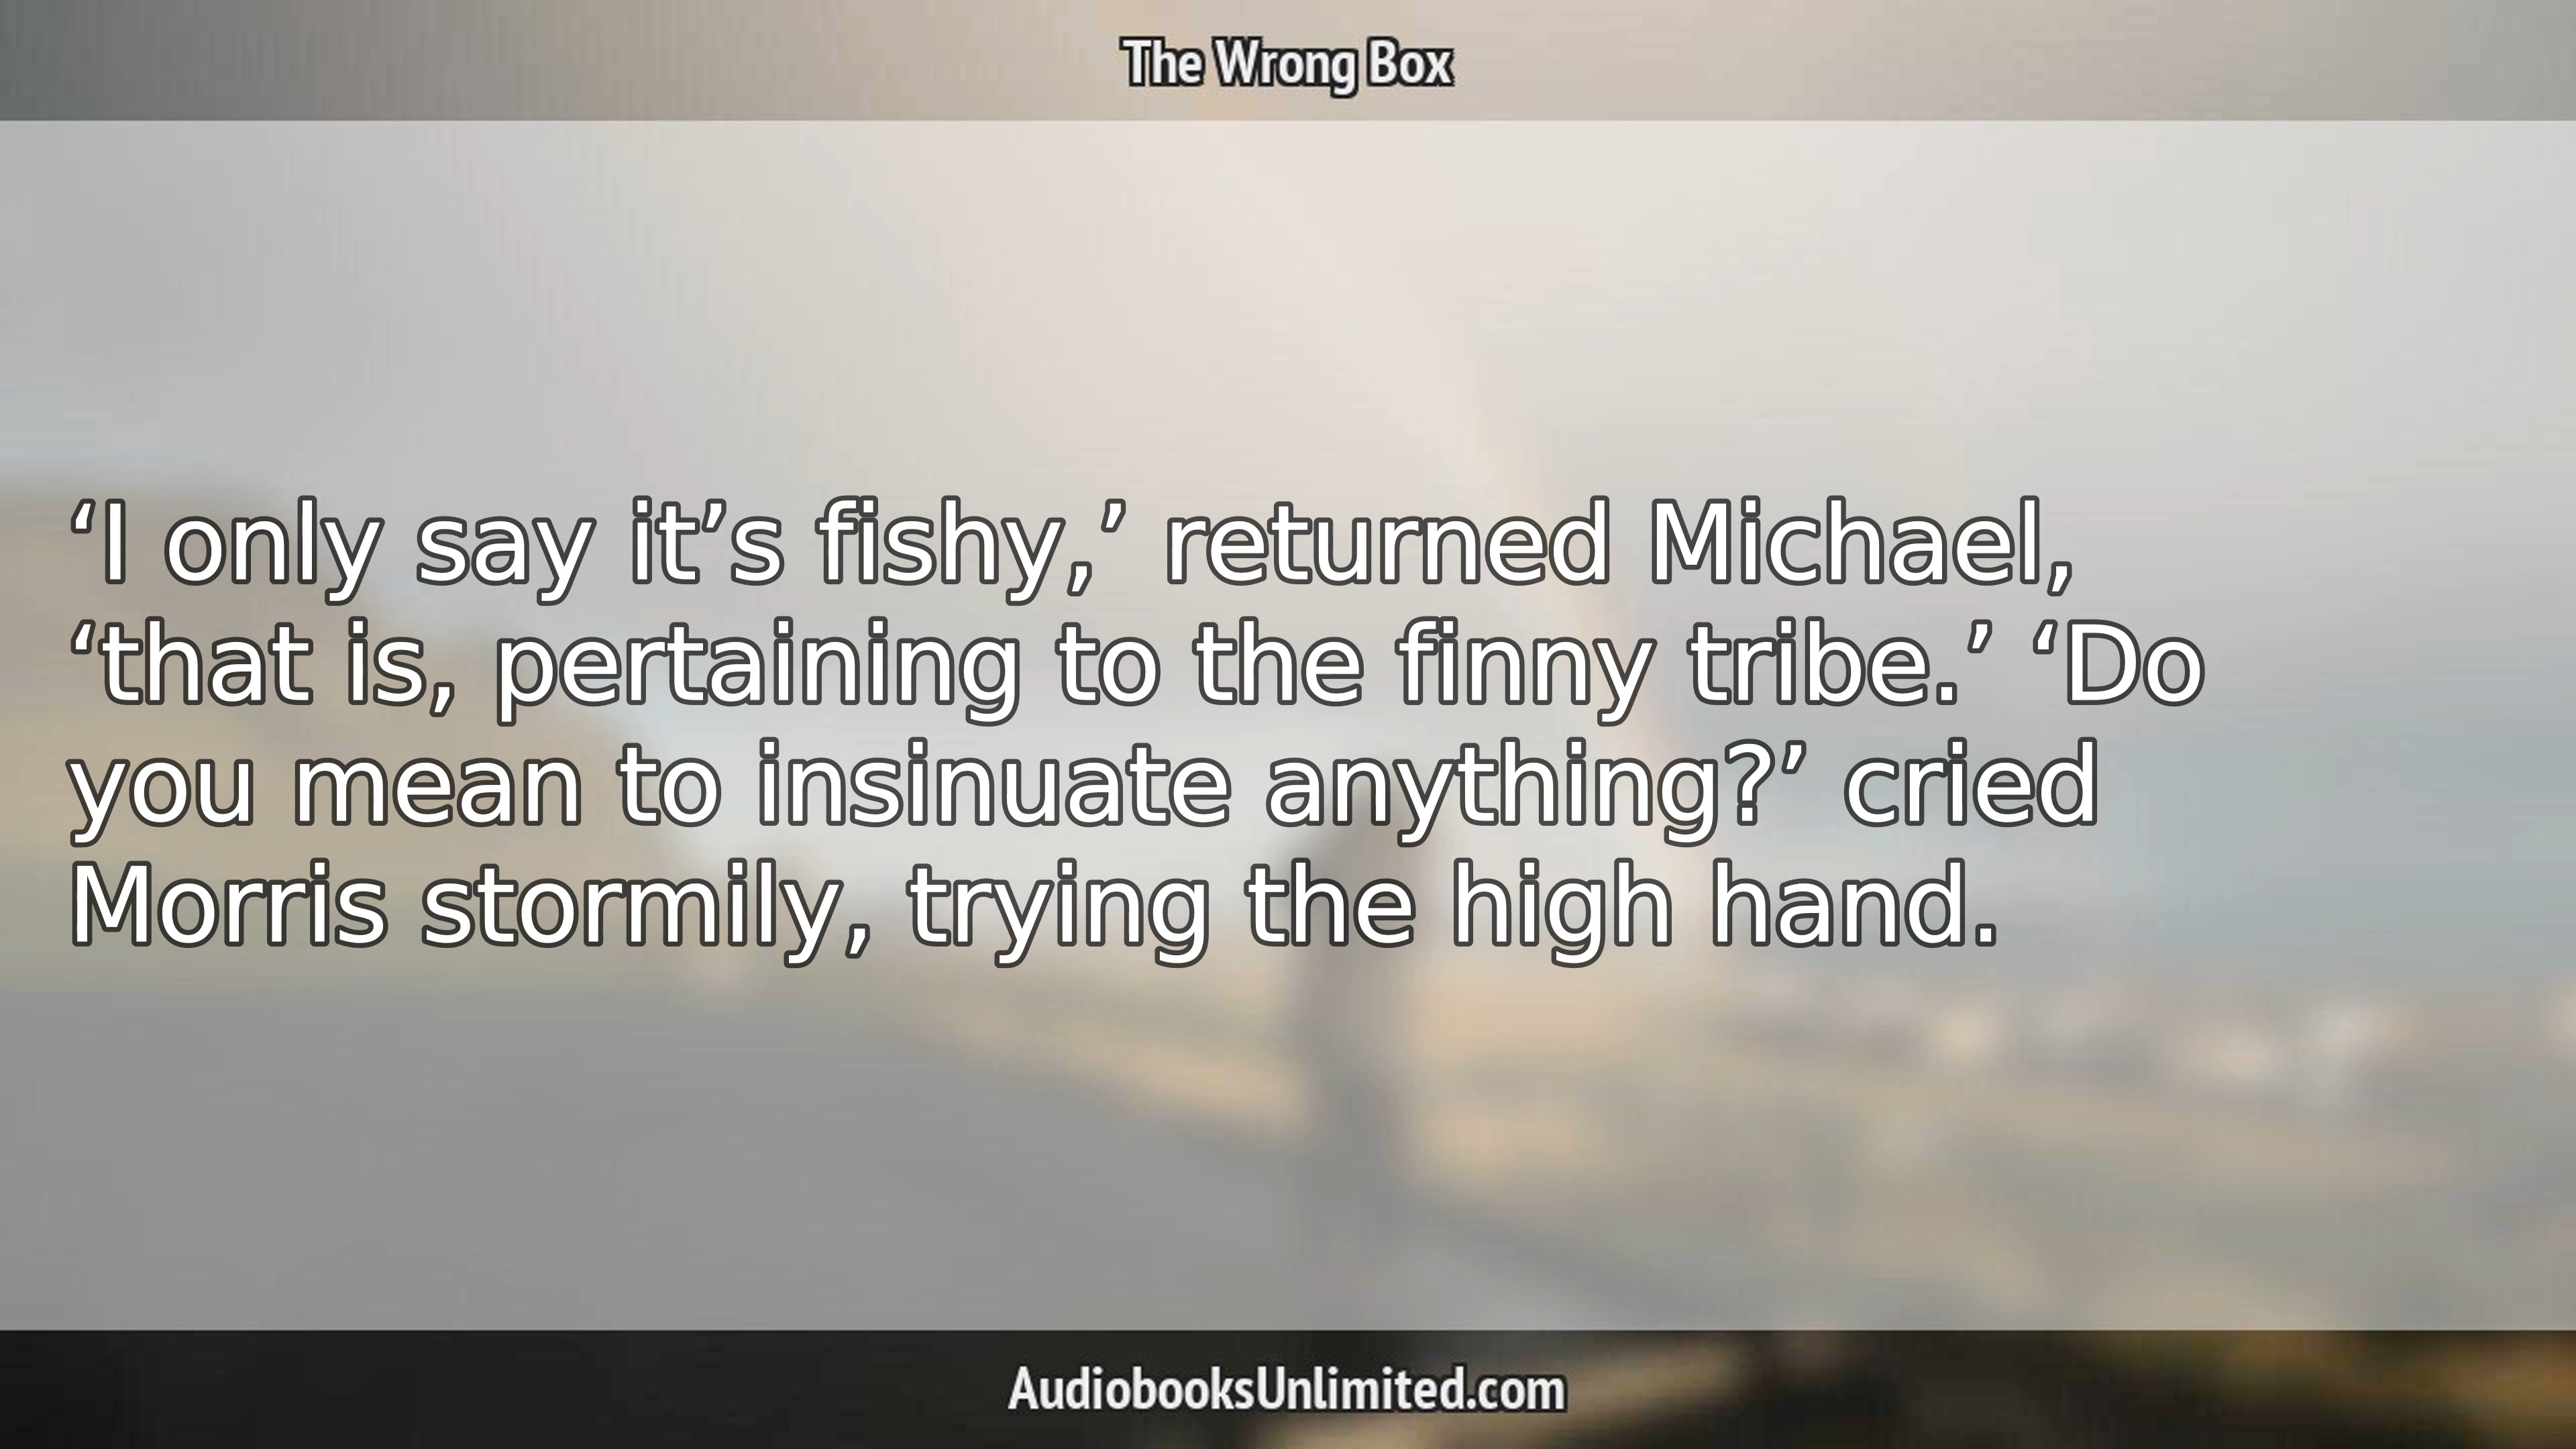 The Wrong Box
‘I only say it’s fishy,’ returned Michael,
‘that is, pertaining to the finny tribe.’ ‘Do
you mean to insinuate anything?’ cried
Morris stormily, trying the high hand.
AudiobooksUnlimited.com